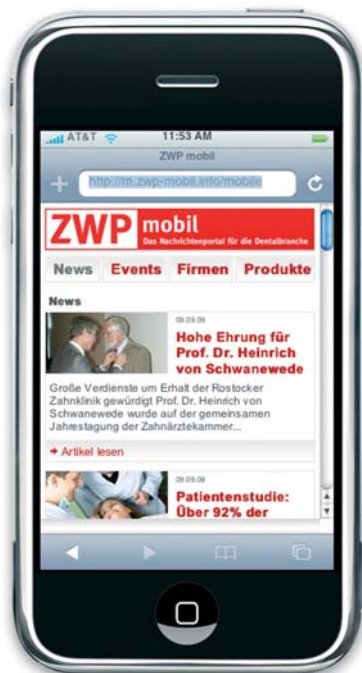 AT&T 11:53 AM
ZWP mobil
http://m.zwp-mobil.info/mobile
ZWP mobil
Das Nachrichtenportal für die Dentalbranche
News Events Firmen Produkte
News
09.09.09
Hohe Ehrung für
Prof. Dr. Heinrich
von Schwanewede
Große Verdienste um Erhalt der Rostocker
Zahnklinik gewürdigt Prof. Dr. Heinrich von
Schwanewede wurde auf der gemeinsamen
Jahrestagung der Zahnärztekammer...
➔ Artikel lesen
09.09.09
Patientenstudie:
Über 92% der